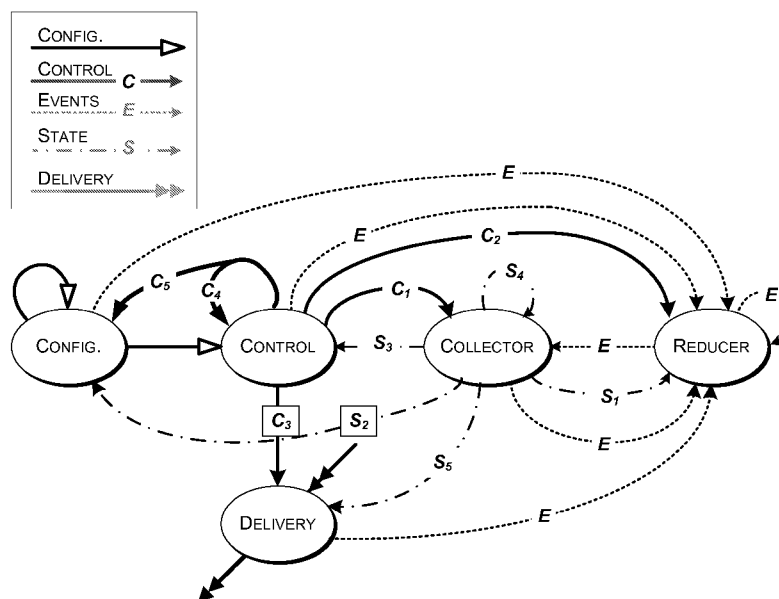 CONFIG.
CONTROL C
EVENTS
E
STATE
S
DELIVERY
E
E
C2
C5
C4
C1
S4
E
CONFIG.
CONTROL
S3
COLLECTOR
E
REDUCER
S1
C3
S2
E
S5
DELIVERY
E